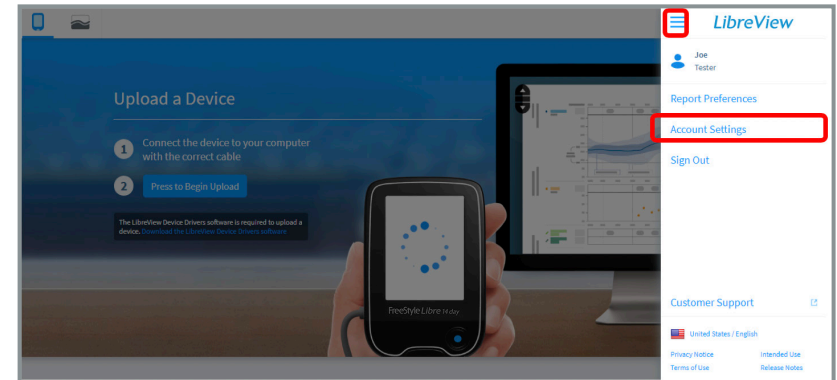 LibreView
Joe
Tester
Upload a Device
Report Preferences
Account Settings
1 Connect the device to your computer
with the correct cable
Sign Out
2 Press to Begin Upload
The LibreView Device Drivers software is required to upload a
device. Download the LibreView Device Drivers software
FreeStyle Libre 14 day
Customer Support
United States / English
Privacy Notice Intended Use
Terms of Use Release Notes